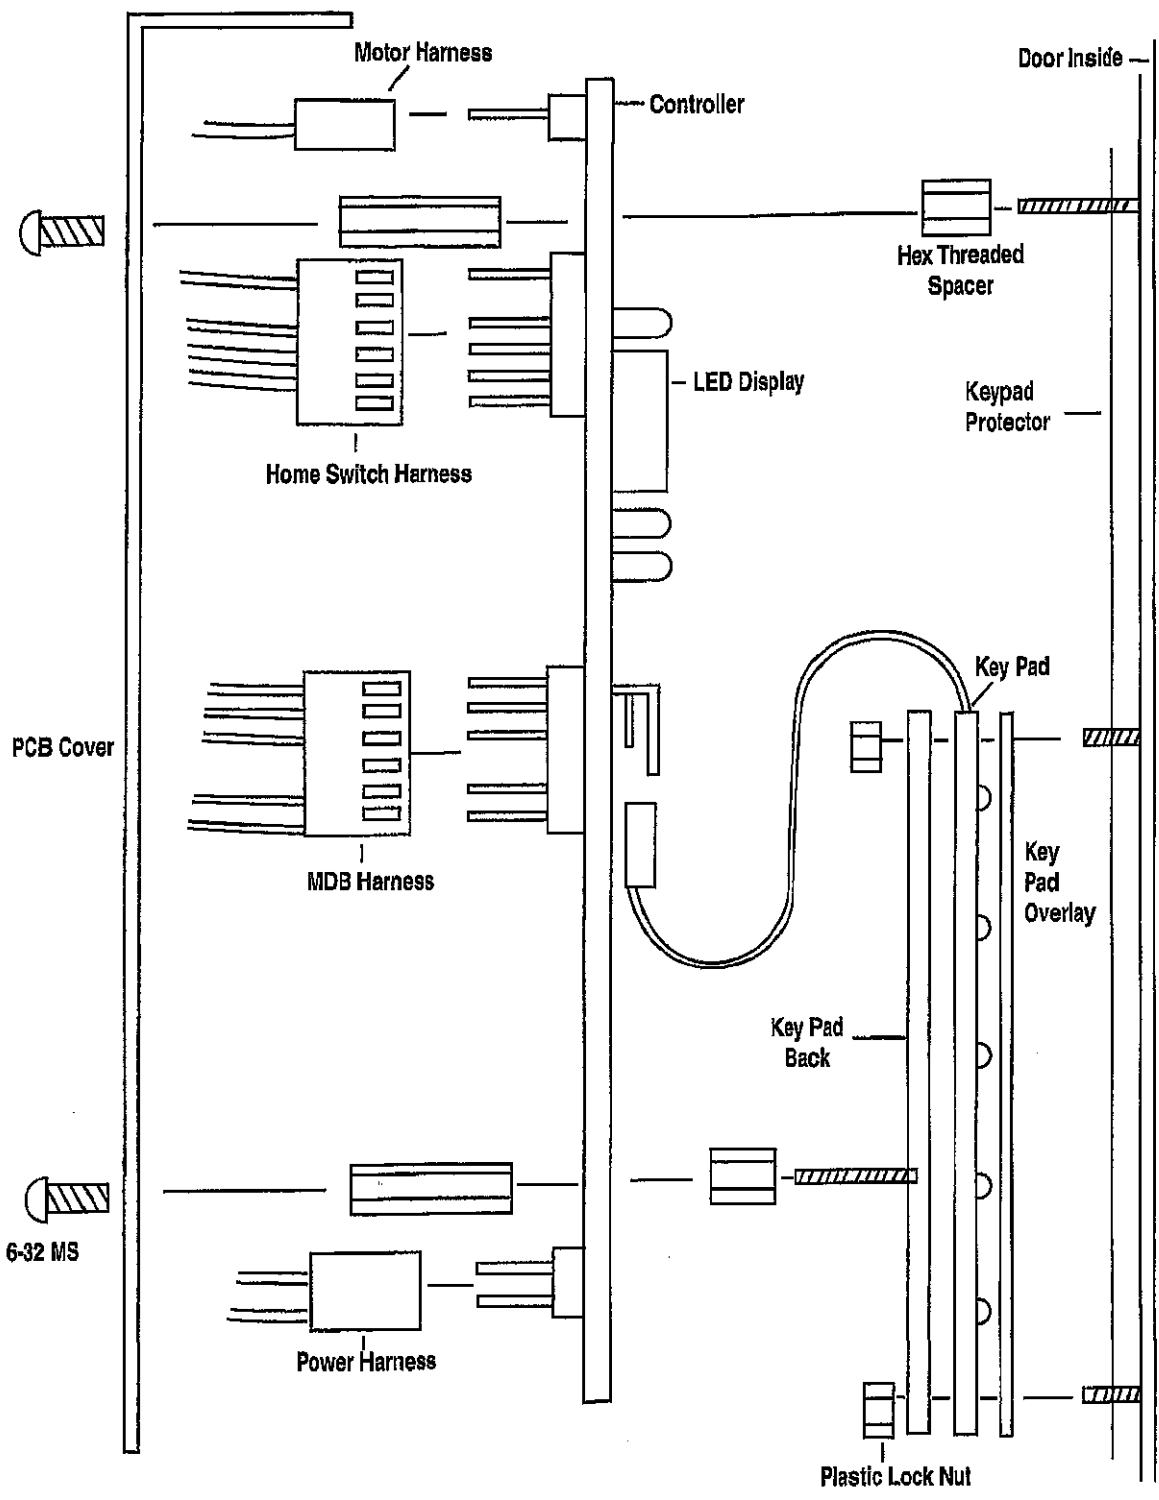 Motor Harness
Door Inside
Controller
Hex Threaded
Spacer
LED Display
Keypad
Protector
Home Switch Harness
Key Pad
PCB Cover
MDB Harness
Key
Pad
Overlay
Key Pad
Back
6-32 MS
Power Harness
Plastic Lock Nut